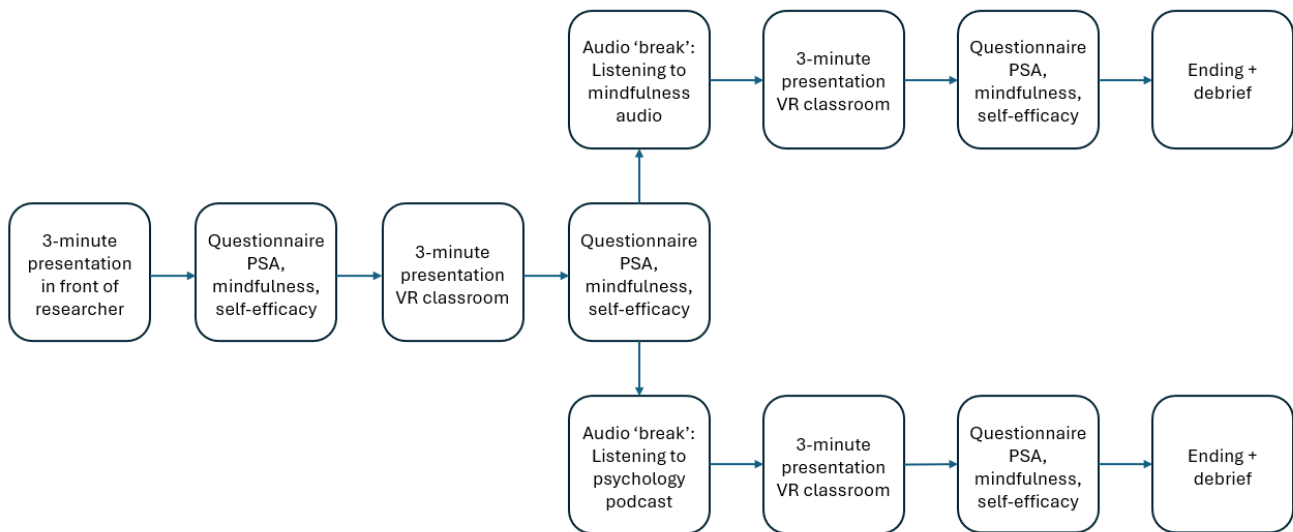 Audio ‘break’:
Listening to
mindfulness
audio
3-minute
presentation
VR classroom
Questionnaire
PSA,
mindfulness,
self-efficacy
Ending +
debrief
3-minute
presentation
in front of
researcher
Questionnaire
PSA,
mindfulness,
self-efficacy
3-minute
presentation
VR classroom
Questionnaire
PSA,
mindfulness,
self-efficacy
Audio ‘break’:
Listening to
psychology
podcast
3-minute
presentation
VR classroom
Questionnaire
PSA,
mindfulness,
self-efficacy
Ending +
debrief